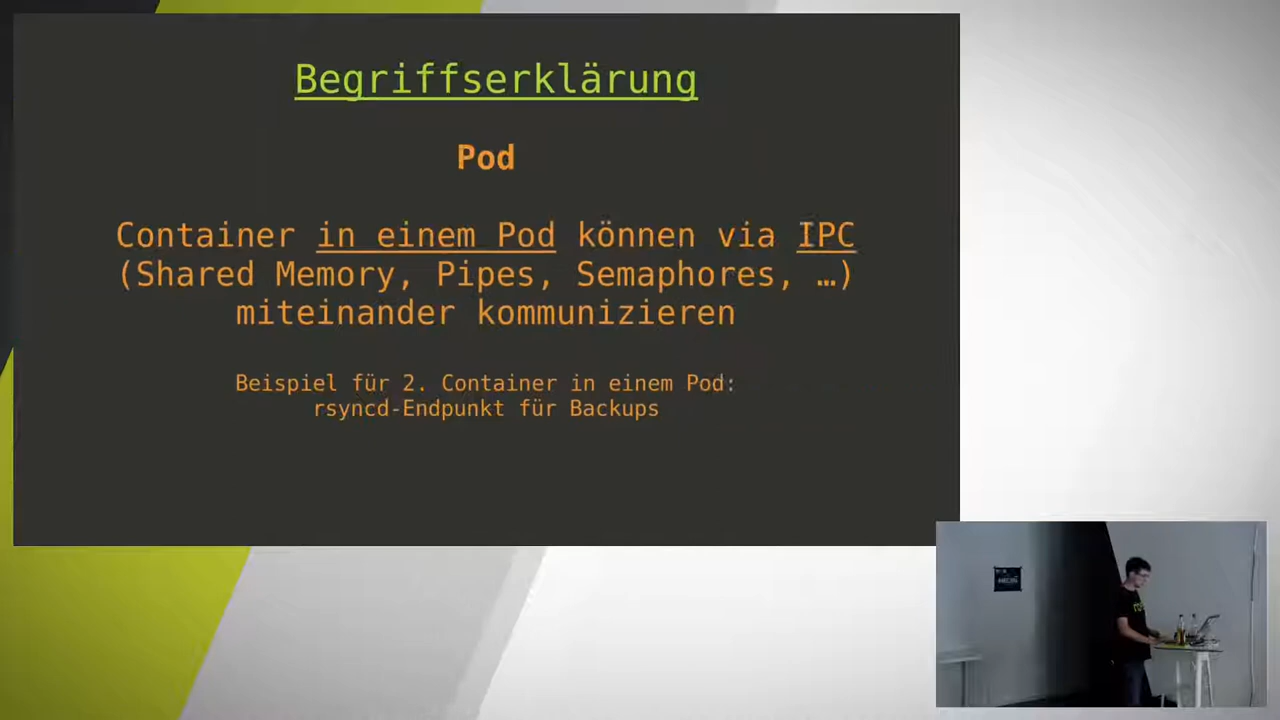 Begriffserklärung
Pod
Container in einem Pod können via IPC
(Shared Memory, Pipes, Semaphores, …)
miteinander kommunizieren
Beispiel für 2. Container in einem Pod:
rsyncd-Endpunkt für Backups